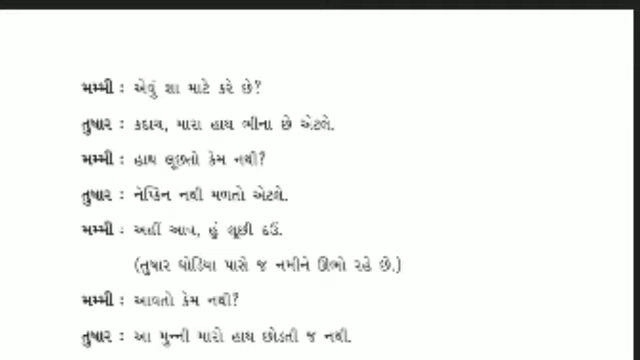 મમ્મી : એવું શા માટે કરે છે?
તુષાર : કદાચ, મારા હાથ ભીના છે એટલે.
મમ્મી : હાથ લૂછતો કેમ નથી?
તુષાર : નૅપ્કિન નથી મળતો એટલે.
મમ્મી : અહીં આવ, હું લૂછી દઉં.
(તુષાર ઘોડિયા પાસે જ નમીને ઊભો રહે છે.)
મમ્મી : આવતો કેમ નથી?
તુષાર : આ મુન્ની મારો હાથ છોડતી જ નથી.